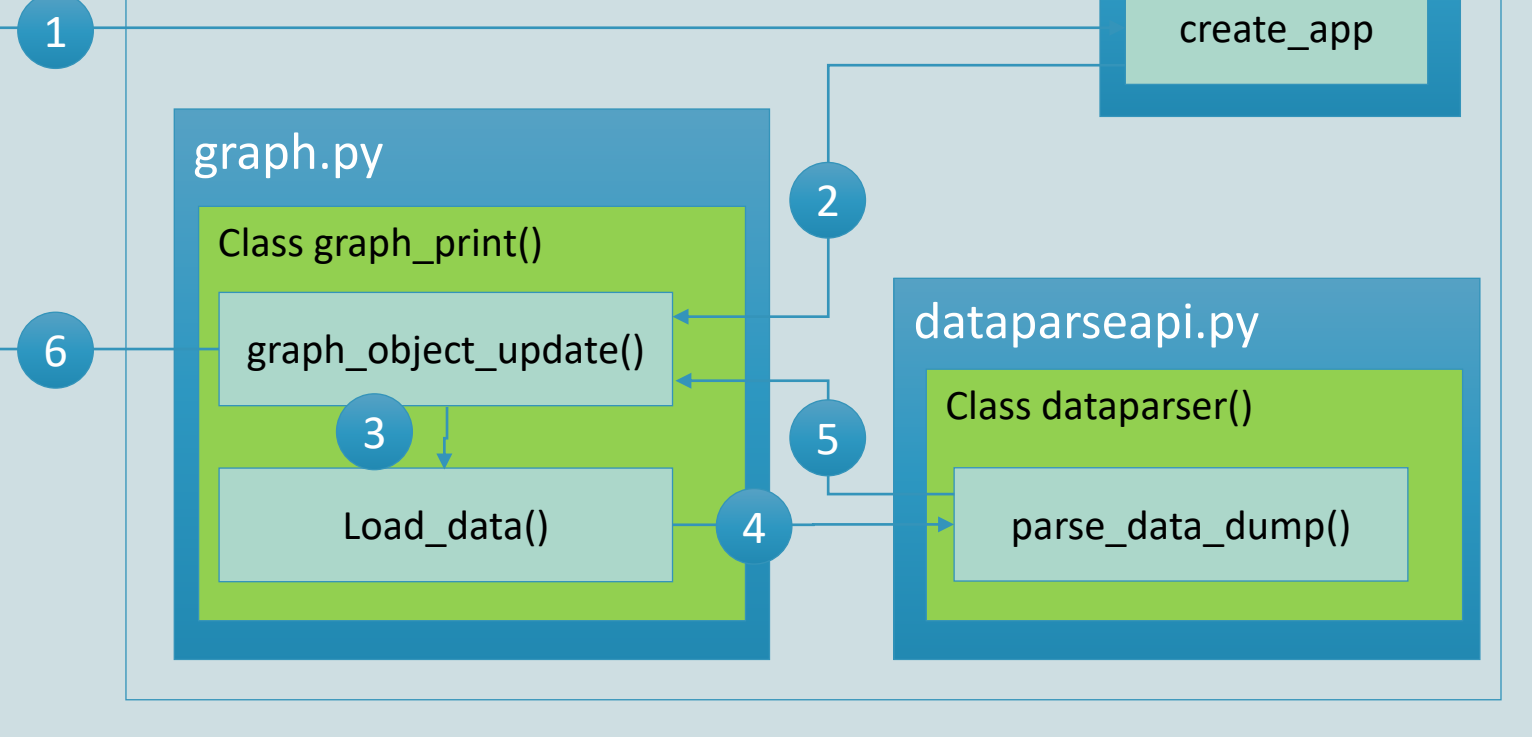 1
create_app
graph.py
2
Class graph_print()
6
graph_object_update()
dataparseapi.py
3
Class dataparser()
5
Load_data()
4
parse_data_dump()